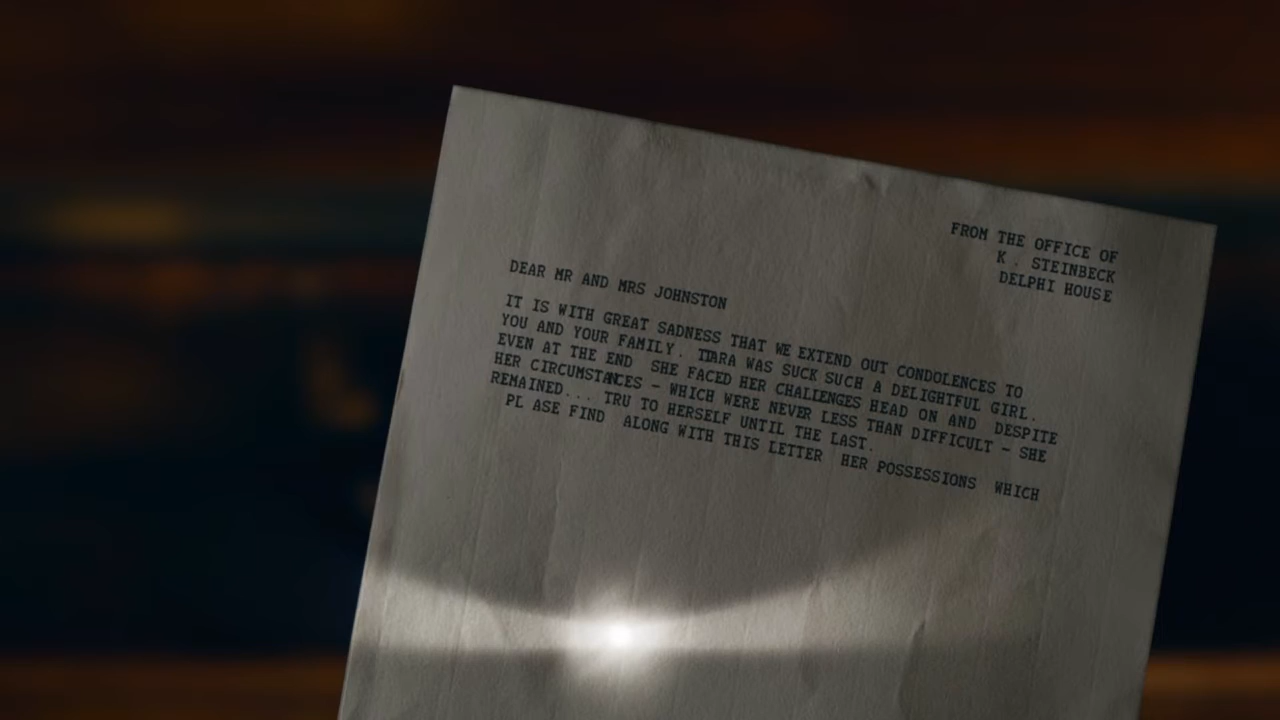 FROM THE OFFICE OF
K. STEINBECK
DELPHI HOUSE
DEAR MR AND MRS JOHNSTON
IT IS WITH GREAT SADNESS THAT WE EXTEND OUT CONDOLENCES TO
YOU AND YOUR FAMILY. TIARA WAS SUCK SUCH A DELIGHTFUL GIRL.
EVEN AT THE END SHE FACED HER CHALLENGES HEAD ON AND DESPITE
HER CIRCUMSTANCES - WHICH WERE NEVER LESS THAN DIFFICULT - SHE
REMAINED... TRU TO HERSELF UNTIL THE LAST.
PL ASE FIND ALONG WITH THIS LETTER HER POSSESSIONS WHICH